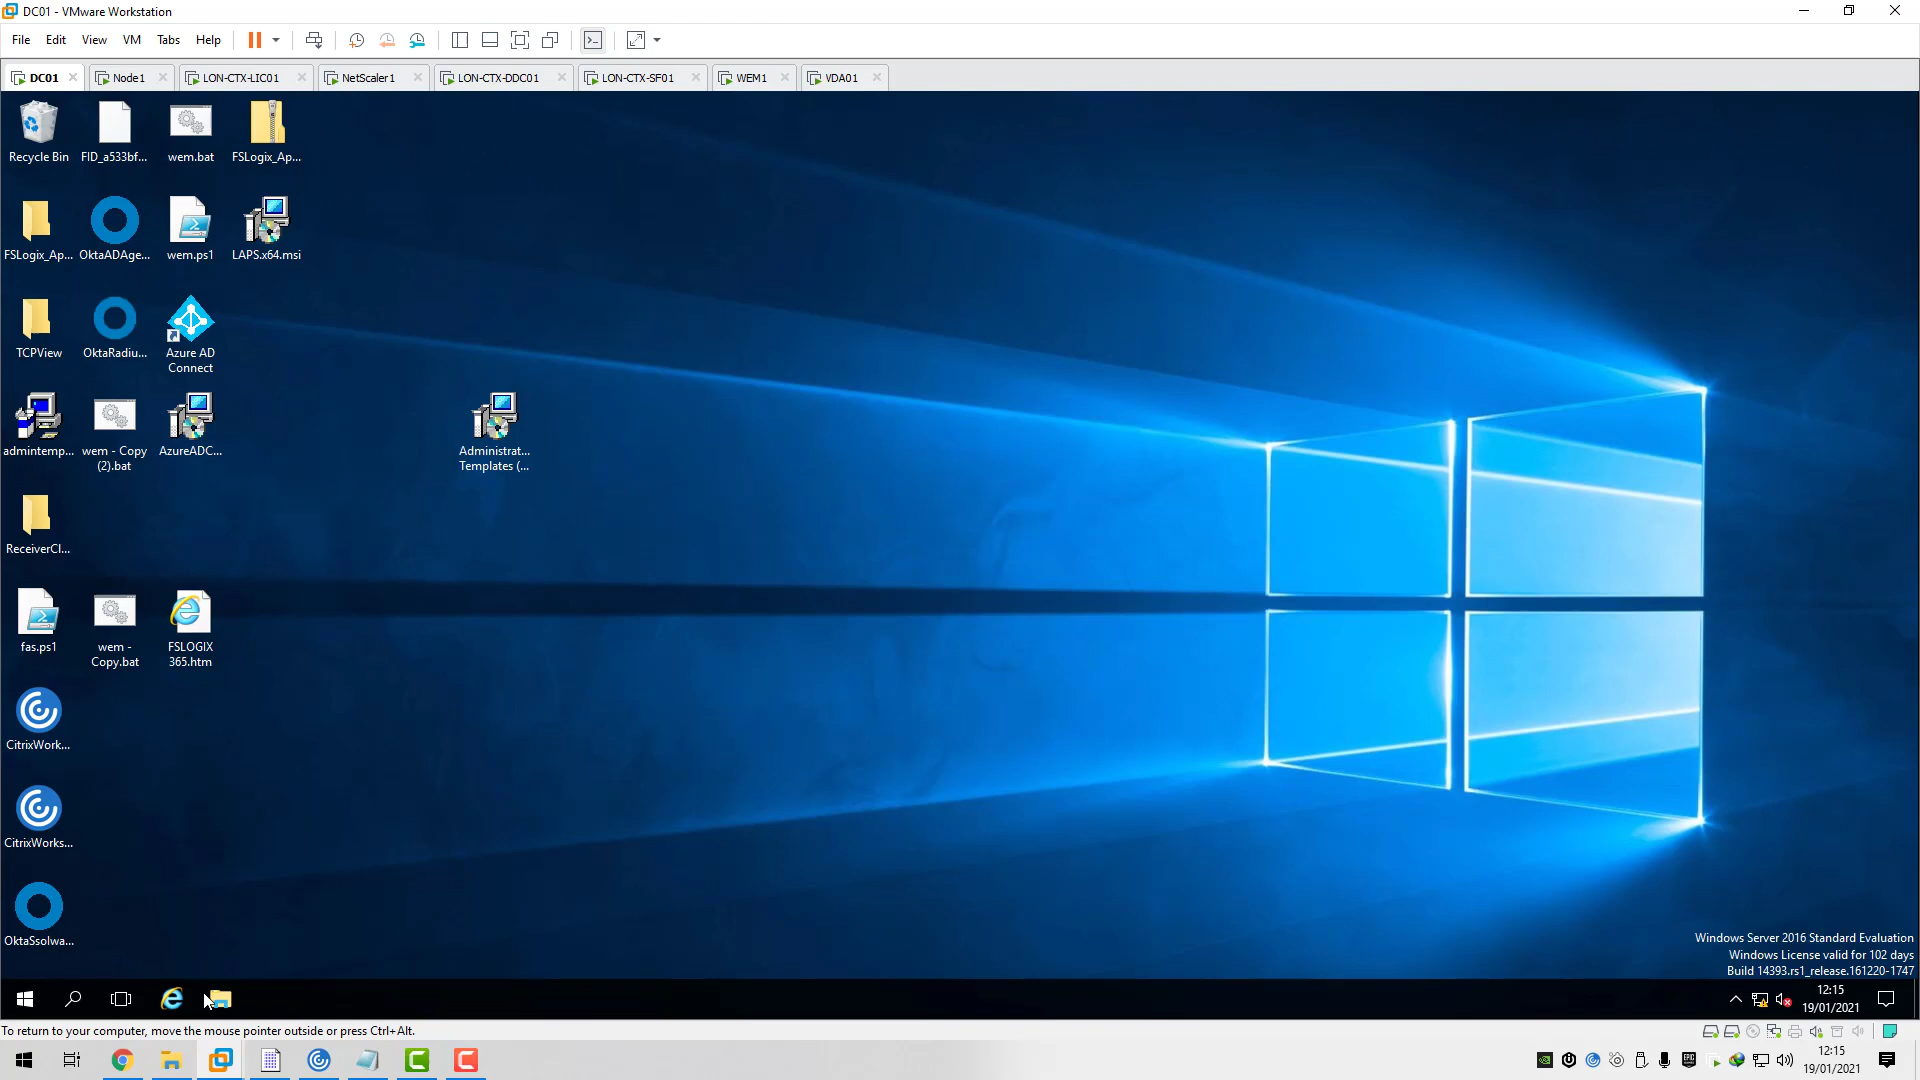 DC01 - VMware Workstation
File Edit View VM Tabs Help
DC01 Node1 LON-CTX-LIC01 NetScaler1 LON-CTX-DDC01 LON-CTX-SF01 WEM1 VDA01
Recycle Bin
FID_a533bf...
wem.bat
FSLogix_Ap...
FSLogix_Ap...
OktaADAge...
wem.ps1
LAPS.x64.msi
TCPView
OktaRadiu...
Azure AD
Connect
admintemp...
wem - Copy
(2).bat
AzureADC...
Administrat...
Templates (...
ReceiverCl...
fas.ps1
wem -
Copy.bat
FSLOGIX
365.htm
CitrixWork...
CitrixWorks...
OktaSsolwa...
Windows Server 2016 Standard Evaluation
Windows License valid for 102 days
Build 14393.rs1_release.161220-1747
12:15
19/01/2021
To return to your computer, move the mouse pointer outside or press Ctrl+Alt.
12:15
19/01/2021